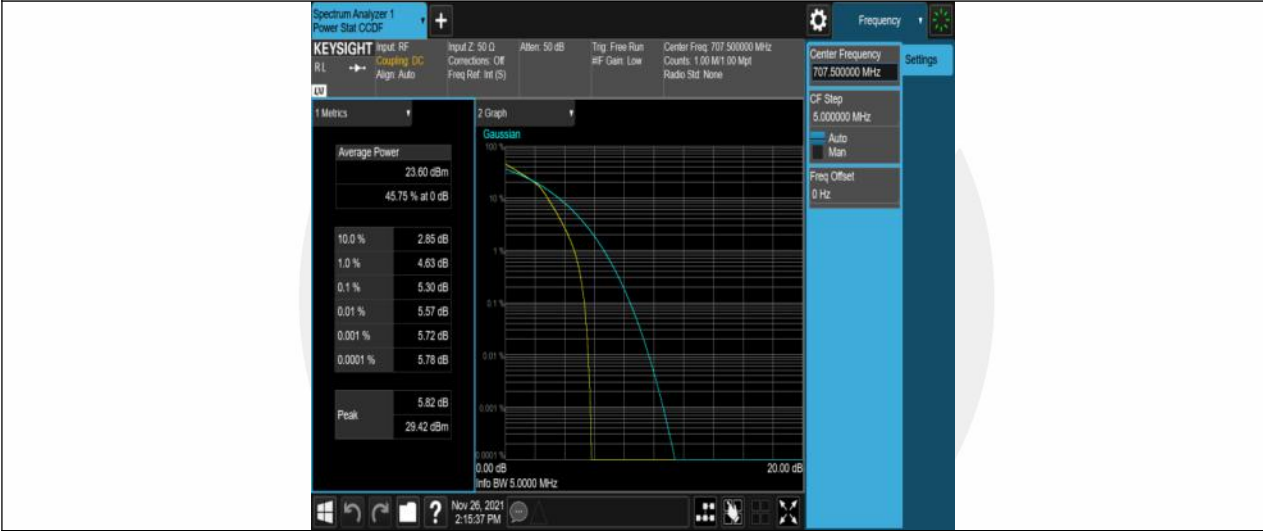 Spectrum Analyzer 1
Power Stat CCDF
+
Frequency
KEYSIGHT
R L
LV
Input: RF
Coupling: DC
Align: Auto
Input Z: 50 Ω
Corrections: Off
Freq Ref: Int (S)
Atten: 50 dB
Trig: Free Run
#IF Gain: Low
Center Freq: 707.500000 MHz
Counts: 1.00 M/1.00 Mpt
Radio Std: None
Center Frequency
707.500000 MHz
Settings
CF Step
5.000000 MHz
Auto
Man
Freq Offset
0 Hz
1 Metrics
Average Power
23.60 dBm
45.75 % at 0 dB
10.0 % 2.85 dB
1.0 % 4.63 dB
0.1 % 5.30 dB
0.01 % 5.57 dB
0.001 % 5.72 dB
0.0001 % 5.78 dB
Peak 5.82 dB
29.42 dBm
2 Graph
Gaussian
100 %
10 %
1 %
0.1 %
0.01 %
0.001 %
0.0001 %
0.00 dB 20.00 dB
Info BW 5.0000 MHz
?
Nov 26, 2021
2:15:37 PM